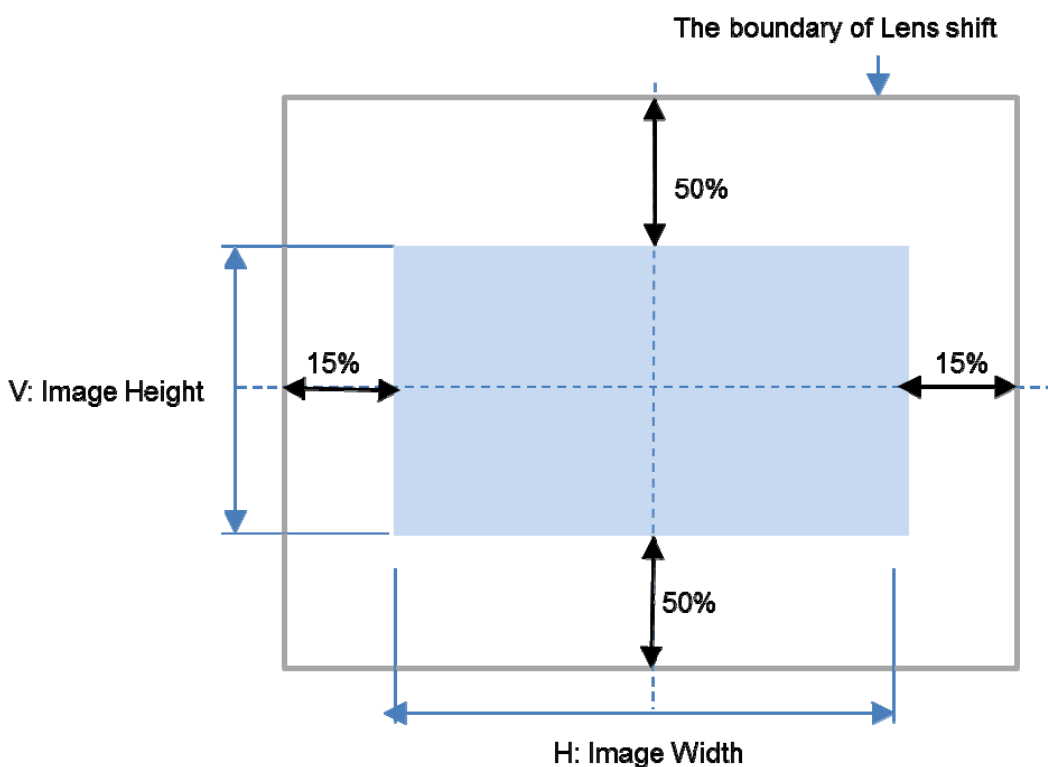 The boundary of Lens shift
50%
15%
15%
V: Image Height
50%
H: Image Width